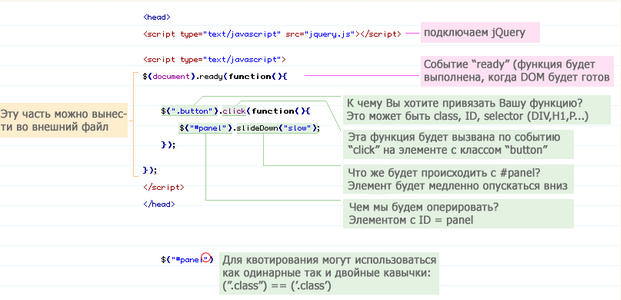 <head>
<script type="text/javascript" src="jquery.js"></script>
подключаем jQuery
<script type="text/javascript">
$(document).ready(function(){
Событие “ready” (функция будет
выполнена, когда DOM будет готов
Эту часть можно вынес-
ти во внешний файл
$(".button").click(function(){
К чему Вы хотите привязать Вашу функцию?
Это может быть class, ID, selector (DIV,H1,P...)
$("#panel").slideDown("slow");
Эта функция будет вызвана по событию
“click” на элементе с классом “button”
});
Что же будет происходить с #panel?
Элемент будет медленно опускаться вниз
});
</script>
</head>
Чем мы будем оперировать?
Элементом с ID = panel
$("#panel")
Для квотирования могут использоваться
как одинарные так и двойные кавычки:
(”.class”) == (‘.class’)